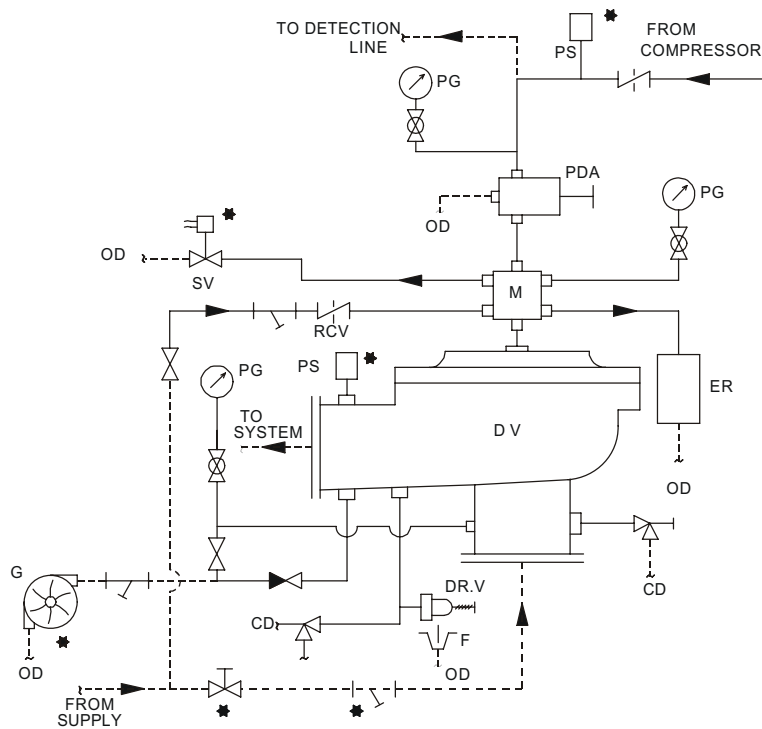 TO DETECTION
LINE
PS
FROM
COMPRESSOR
PG
PDA
OD
PG
OD
SV
M
RCV
PG
PS
ER
TO
SYSTEM
D V
OD
G
DR.V
CD
CD
F
OD
OD
FROM
SUPPLY